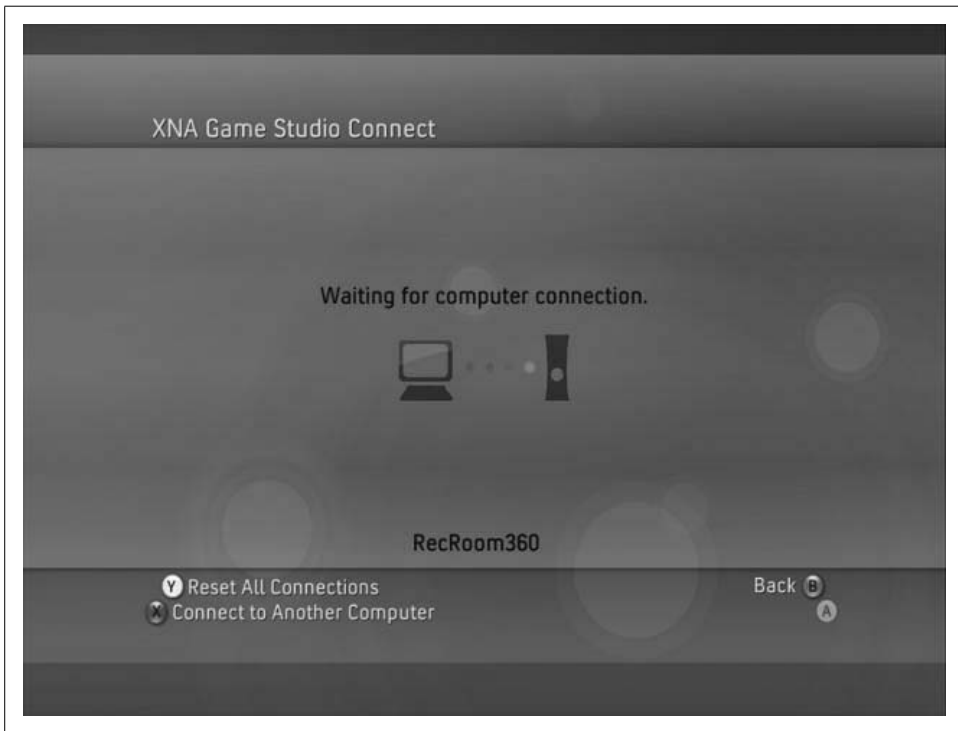 XNA Game Studio Connect
Waiting for computer connection.
RecRoom360
Y Reset All Connections
Back B
X Connect to Another Computer
A